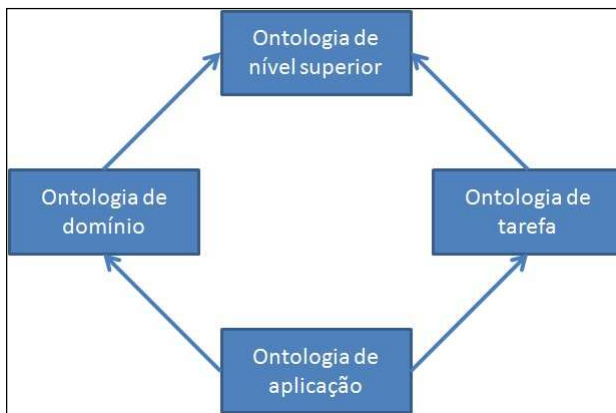 Ontologia de
nível superior
Ontologia de
domínio
Ontologia de
tarefa
Ontologia de
aplicação